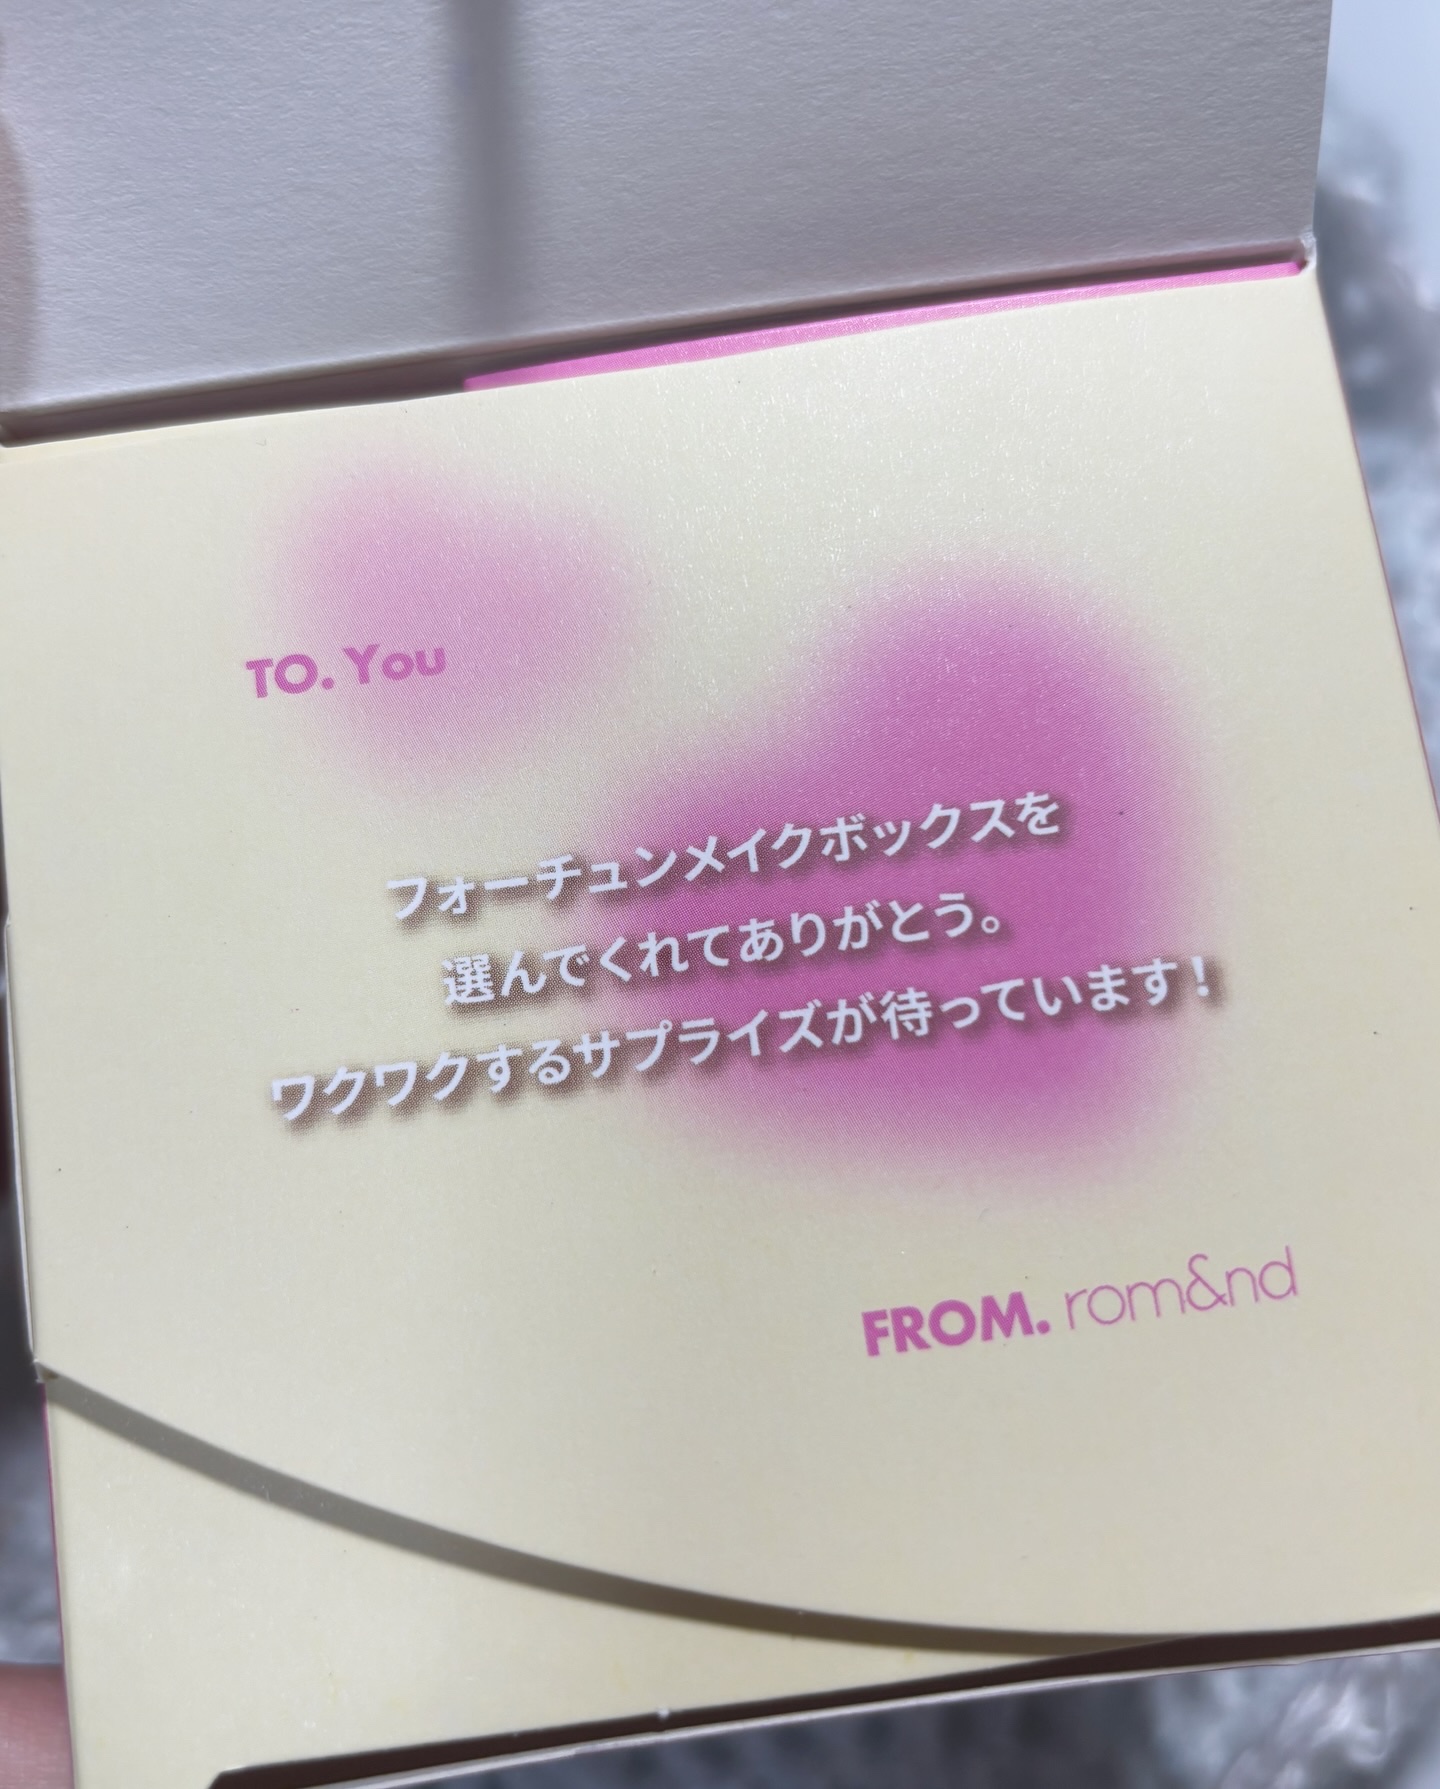 TO. You
フォーチュンメイクボックスを
選んでくれてありがとう。
ワクワクするサプライズが待っています!
FROM. rom&nd